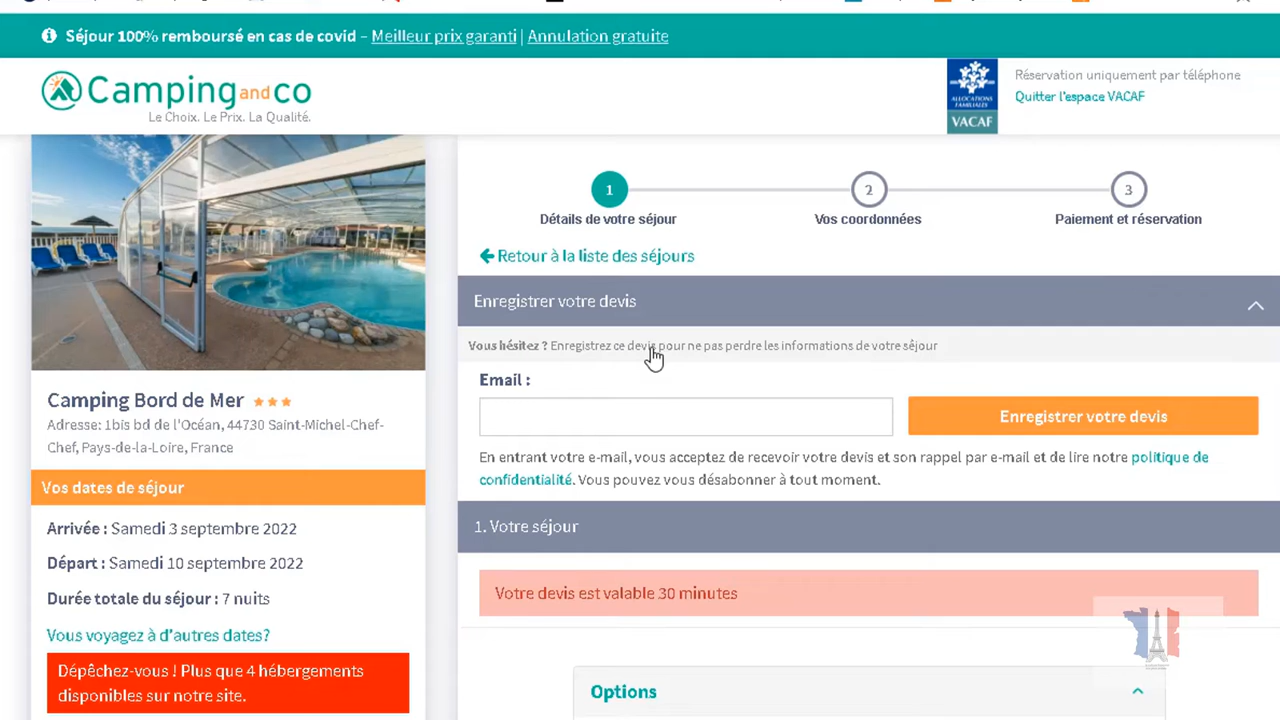 Séjour 100% remboursé en cas de covid – Meilleur prix garanti | Annulation gratuite
Camping and co
Le Choix. Le Prix. La Qualité.
ALLOCATIONS
FAMILIALES
VACAF
Réservation uniquement par téléphone
Quitter l'espace VACAF
1
2
3
Détails de votre séjour
Vos coordonnées
Paiement et réservation
Retour à la liste des séjours
Enregistrer votre devis
Vous hésitez ? Enregistrez ce devis pour ne pas perdre les informations de votre séjour
Email :
Enregistrer votre devis
En entrant votre e-mail, vous acceptez de recevoir votre devis et son rappel par e-mail et de lire notre politique de
confidentialité. Vous pouvez vous désabonner à tout moment.
1. Votre séjour
Votre devis est valable 30 minutes
Options
Camping Bord de Mer
Adresse: 1bis bd de l'Océan, 44730 Saint-Michel-Chef-
Chef, Pays-de-la-Loire, France
Vos dates de séjour
Arrivée : Samedi 3 septembre 2022
Départ : Samedi 10 septembre 2022
Durée totale du séjour : 7 nuits
Vous voyagez à d'autres dates?
Dépêchez-vous ! Plus que 4 hébergements
disponibles sur notre site.